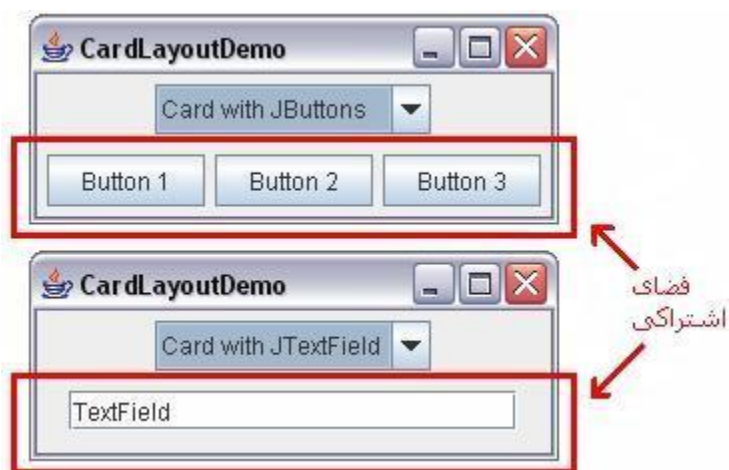 CardLayoutDemo
Card with JButtons
Button 1 Button 2 Button 3
فضای
اشتراکی
CardLayoutDemo
Card with JTextField
TextField